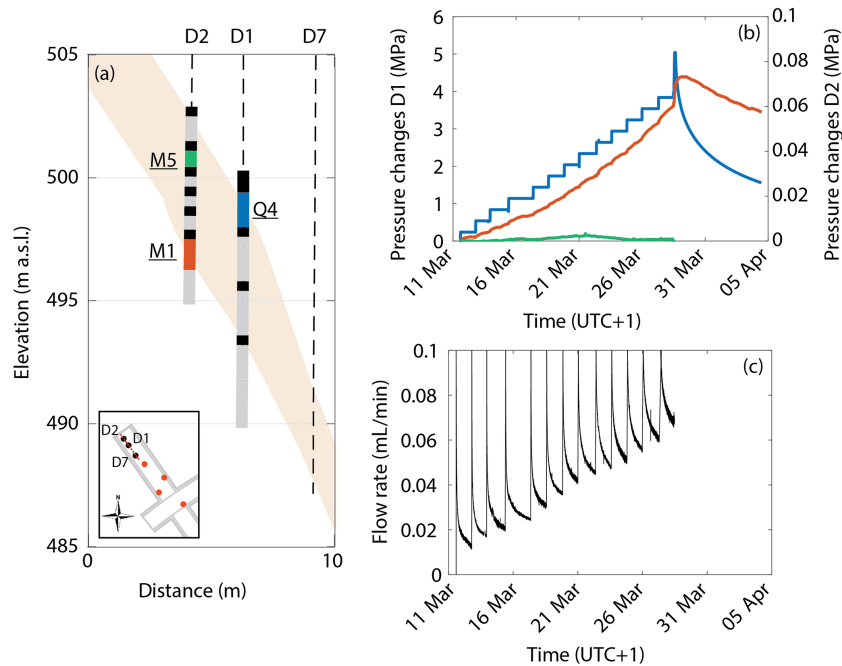 D2 D1 D7
505
(a)
M5
500
Q4
M1
495
490
485
Elevation (m a.s.l.)
D2
D1
D7
N
0 10
Distance (m)
6 0.1
(b)
5 0.08
4 0.06
3
2 0.04
1 0.02
0 0
Pressure changes D1 (MPa)
Pressure changes D2 (MPa)
11 Mar 16 Mar 21 Mar 26 Mar 31 Mar 05 Apr
Time (UTC+1)
0.1
(c)
0.08
0.06
0.04
0.02
0
Flow rate (mL/min)
11 Mar 16 Mar 21 Mar 26 Mar 31 Mar 05 Apr
Time (UTC+1)